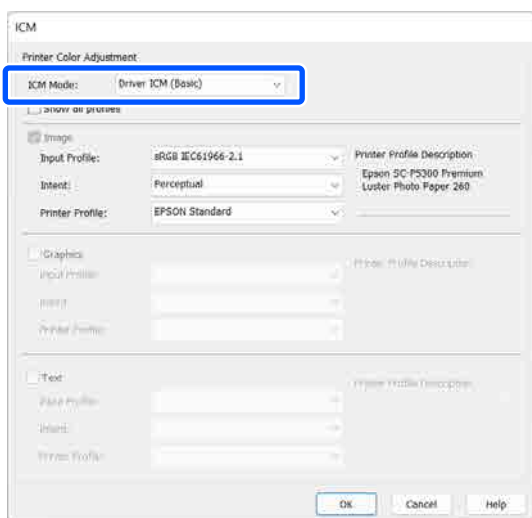 ICM
Printer Color Adjustment
ICM Mode: Driver ICM (Basic)
Show all profiles
Image
Input Profile: sRGB IEC61966-2.1 Printer Profile Description
Epson SC-P5300 Premium
Intent: Perceptual Luster Photo Paper 260
Printer Profile: EPSON Standard
Graphics
Printer Profile Description
Input Profile:
Intent:
Printer Profile:
Text
Printer Profile Description
Input Profile:
Intent:
Printer Profile:
OK Cancel Help